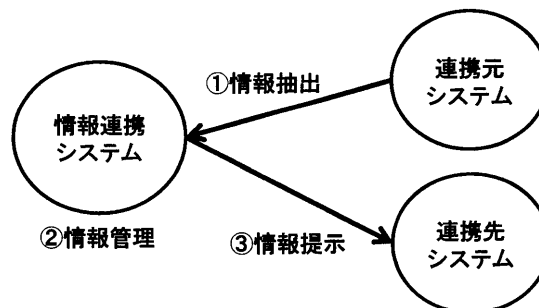 ①情報抽出
連携元
システム
情報連携
システム
②情報管理
③情報提示
連携先
システム